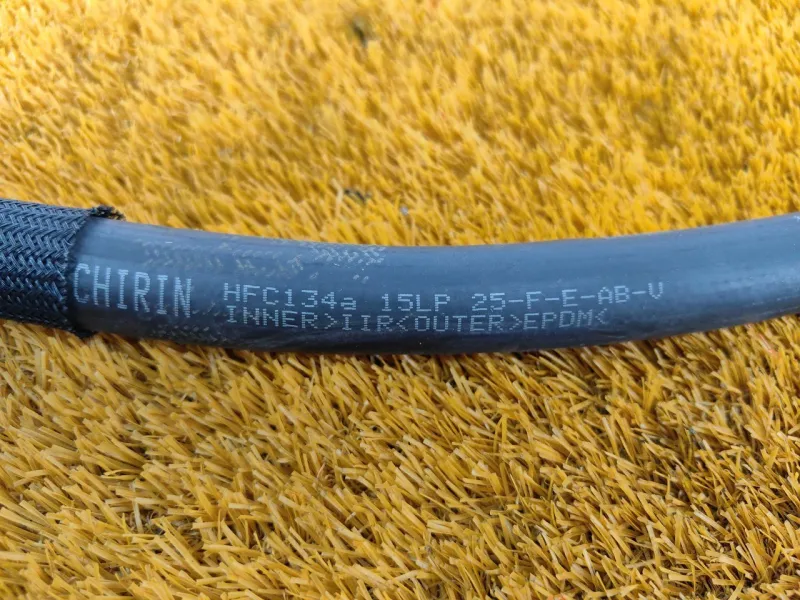 CHIRIN
HFC134a 15LP 25-F-E-AB-V
INNER>IIR<OUTER>EPDM<